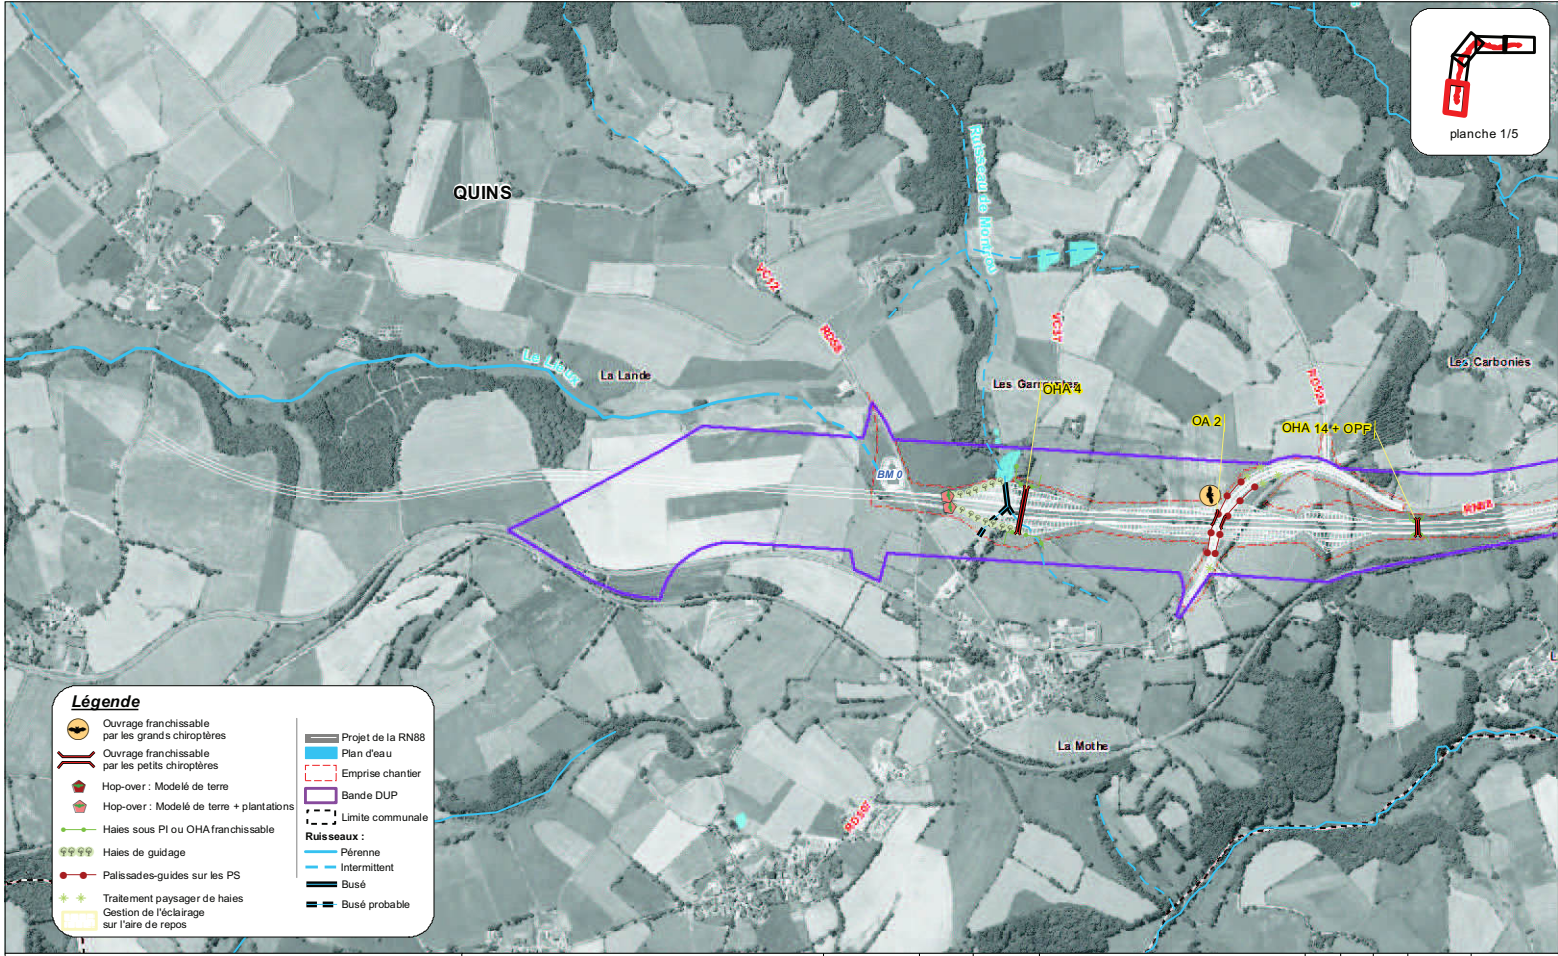 planche 1/5
QUINS
Ruisseau de
VC12
RD58
VC17
Le Lieux
La Lande
Les Carbonies
Les
OHA 4
RD524
OA 2
OHA 14 + OPF
BM 0
RN88
La Mothe
RD507
Légende
Ouvrage franchissable
par les grands chiroptères
Ouvrage franchissable
par les petits chiroptères
Hop-over : Modelé de terre
Hop-over : Modelé de terre + plantations
Haies sous PI ou OHA franchissable
Haies de guidage
Palissades-guides sur les PS
Traitement paysager de haies
Gestion de l'éclairage
sur l'aire de repos
Projet de la RN88
Plan d'eau
Emprise chantier
Bande DUP
Limite communale
Ruisseaux :
Pérenne
Intermittent
Busé
Busé probable